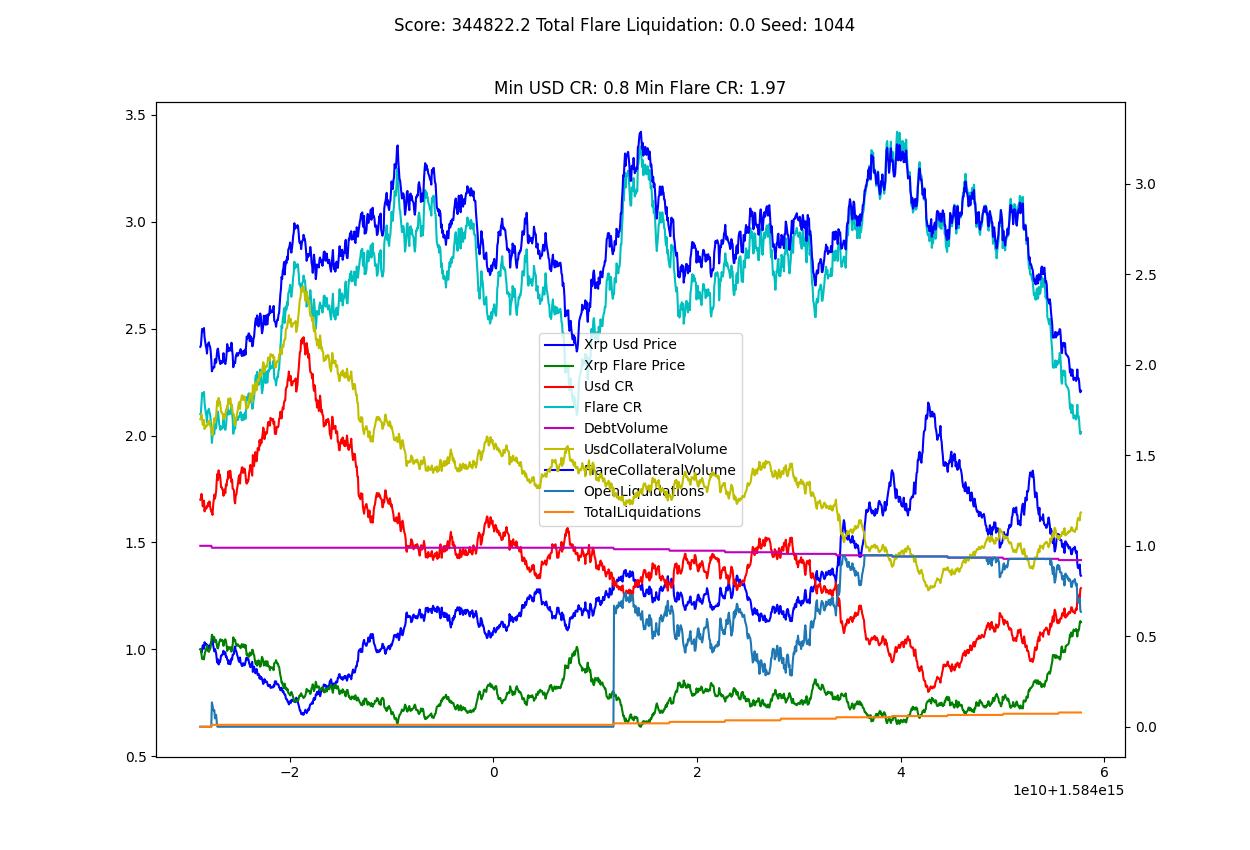 Score: 344822.2 Total Flare Liquidation: 0.0 Seed: 1044
Min USD CR: 0.8 Min Flare CR: 1.97
3.5
3.0
2.5
2.0
1.5
1.0
0.5
Xrp Usd Price
Xrp Flare Price
Usd CR
Flare CR
DebtVolume
UsdCollateralVolume
FlareCollateralVolume
OpenLiquidations
TotalLiquidations
3.0
2.5
2.0
1.5
1.0
0.5
0.0
−2 0 2 4 6
1e10+1.584e15